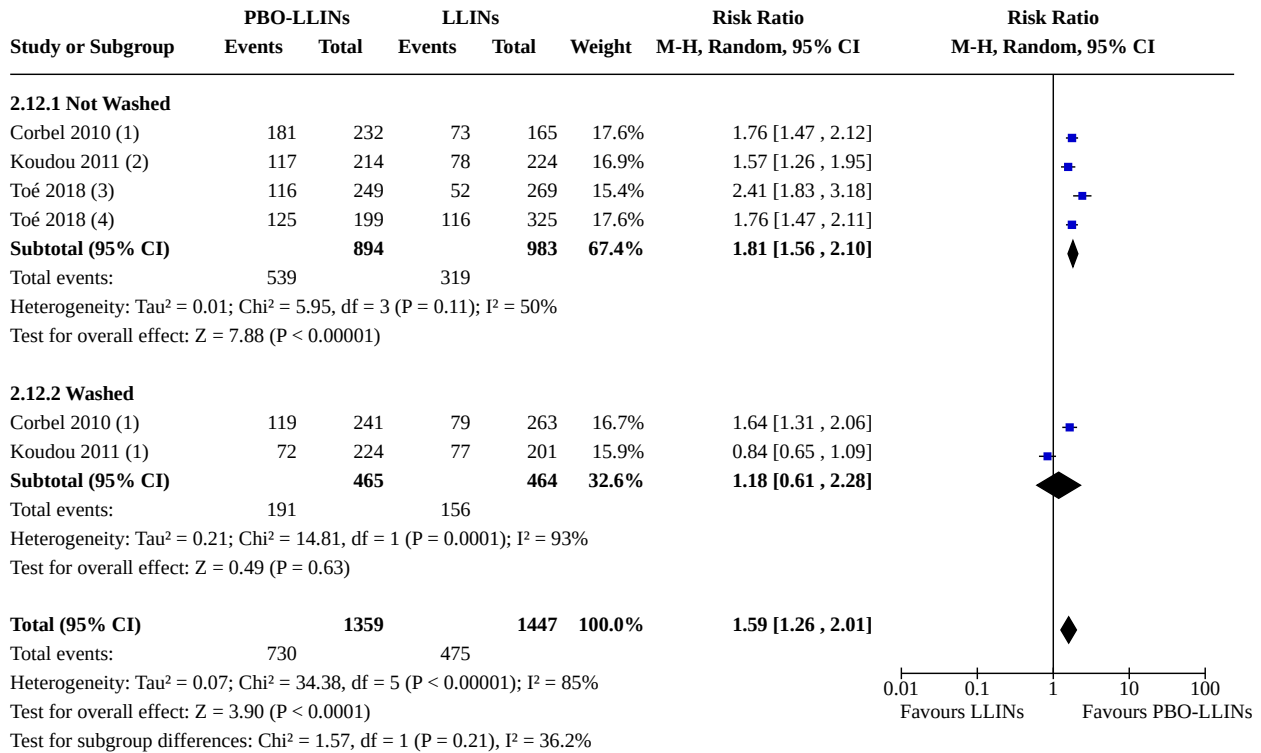 PBO-LLINs LLINs Risk Ratio Risk Ratio
Study or Subgroup Events Total Events Total Weight M-H, Random, 95% CI M-H, Random, 95% CI
2.12.1 Not Washed
Corbel 2010 (1) 181 232 73 165 17.6% 1.76 [1.47 , 2.12]
Koudou 2011 (2) 117 214 78 224 16.9% 1.57 [1.26 , 1.95]
Toé 2018 (3) 116 249 52 269 15.4% 2.41 [1.83 , 3.18]
Toé 2018 (4) 125 199 116 325 17.6% 1.76 [1.47 , 2.11]
Subtotal (95% CI) 894 983 67.4% 1.81 [1.56 , 2.10]
Total events: 539 319
Heterogeneity: Tau² = 0.01; Chi² = 5.95, df = 3 (P = 0.11); I² = 50%
Test for overall effect: Z = 7.88 (P < 0.00001)
2.12.2 Washed
Corbel 2010 (1) 119 241 79 263 16.7% 1.64 [1.31 , 2.06]
Koudou 2011 (1) 72 224 77 201 15.9% 0.84 [0.65 , 1.09]
Subtotal (95% CI) 465 464 32.6% 1.18 [0.61 , 2.28]
Total events: 191 156
Heterogeneity: Tau² = 0.21; Chi² = 14.81, df = 1 (P = 0.0001); I² = 93%
Test for overall effect: Z = 0.49 (P = 0.63)
Total (95% CI) 1359 1447 100.0% 1.59 [1.26 , 2.01]
Total events: 730 475
Heterogeneity: Tau² = 0.07; Chi² = 34.38, df = 5 (P < 0.00001); I² = 85%
0.01 0.1 1 10 100
Test for overall effect: Z = 3.90 (P < 0.0001)
Favours LLINs Favours PBO-LLINs
Test for subgroup differences: Chi² = 1.57, df = 1 (P = 0.21), I² = 36.2%